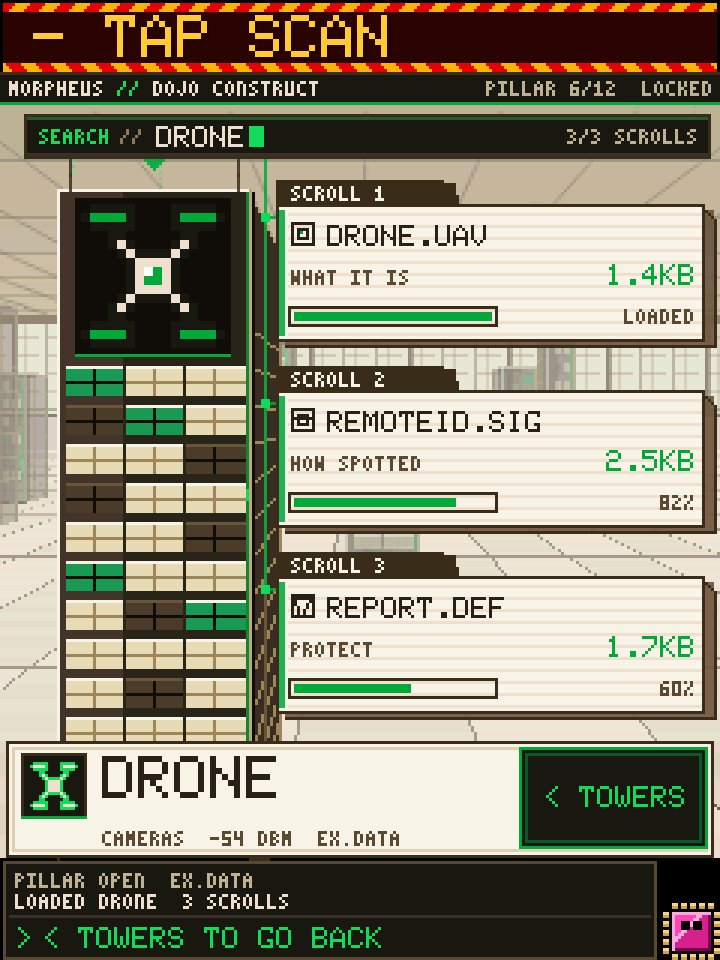 – TAP SCAN
MORPHEUS // DOJO CONSTRUCT PILLAR 6/12 LOCKED
SEARCH // DRONE 3/3 SCROLLS
SCROLL 1
DRONE.UAV
WHAT IT IS 1.4KB
LOADED
SCROLL 2
REMOTEID.SIG
HOW SPOTTED 2.5KB
82%
SCROLL 3
REPORT.DEF
PROTECT 1.7KB
60%
DRONE
< TOWERS
CAMERAS -54 DBM EX.DATA
PILLAR OPEN EX.DATA
LOADED DRONE 3 SCROLLS
> < TOWERS TO GO BACK